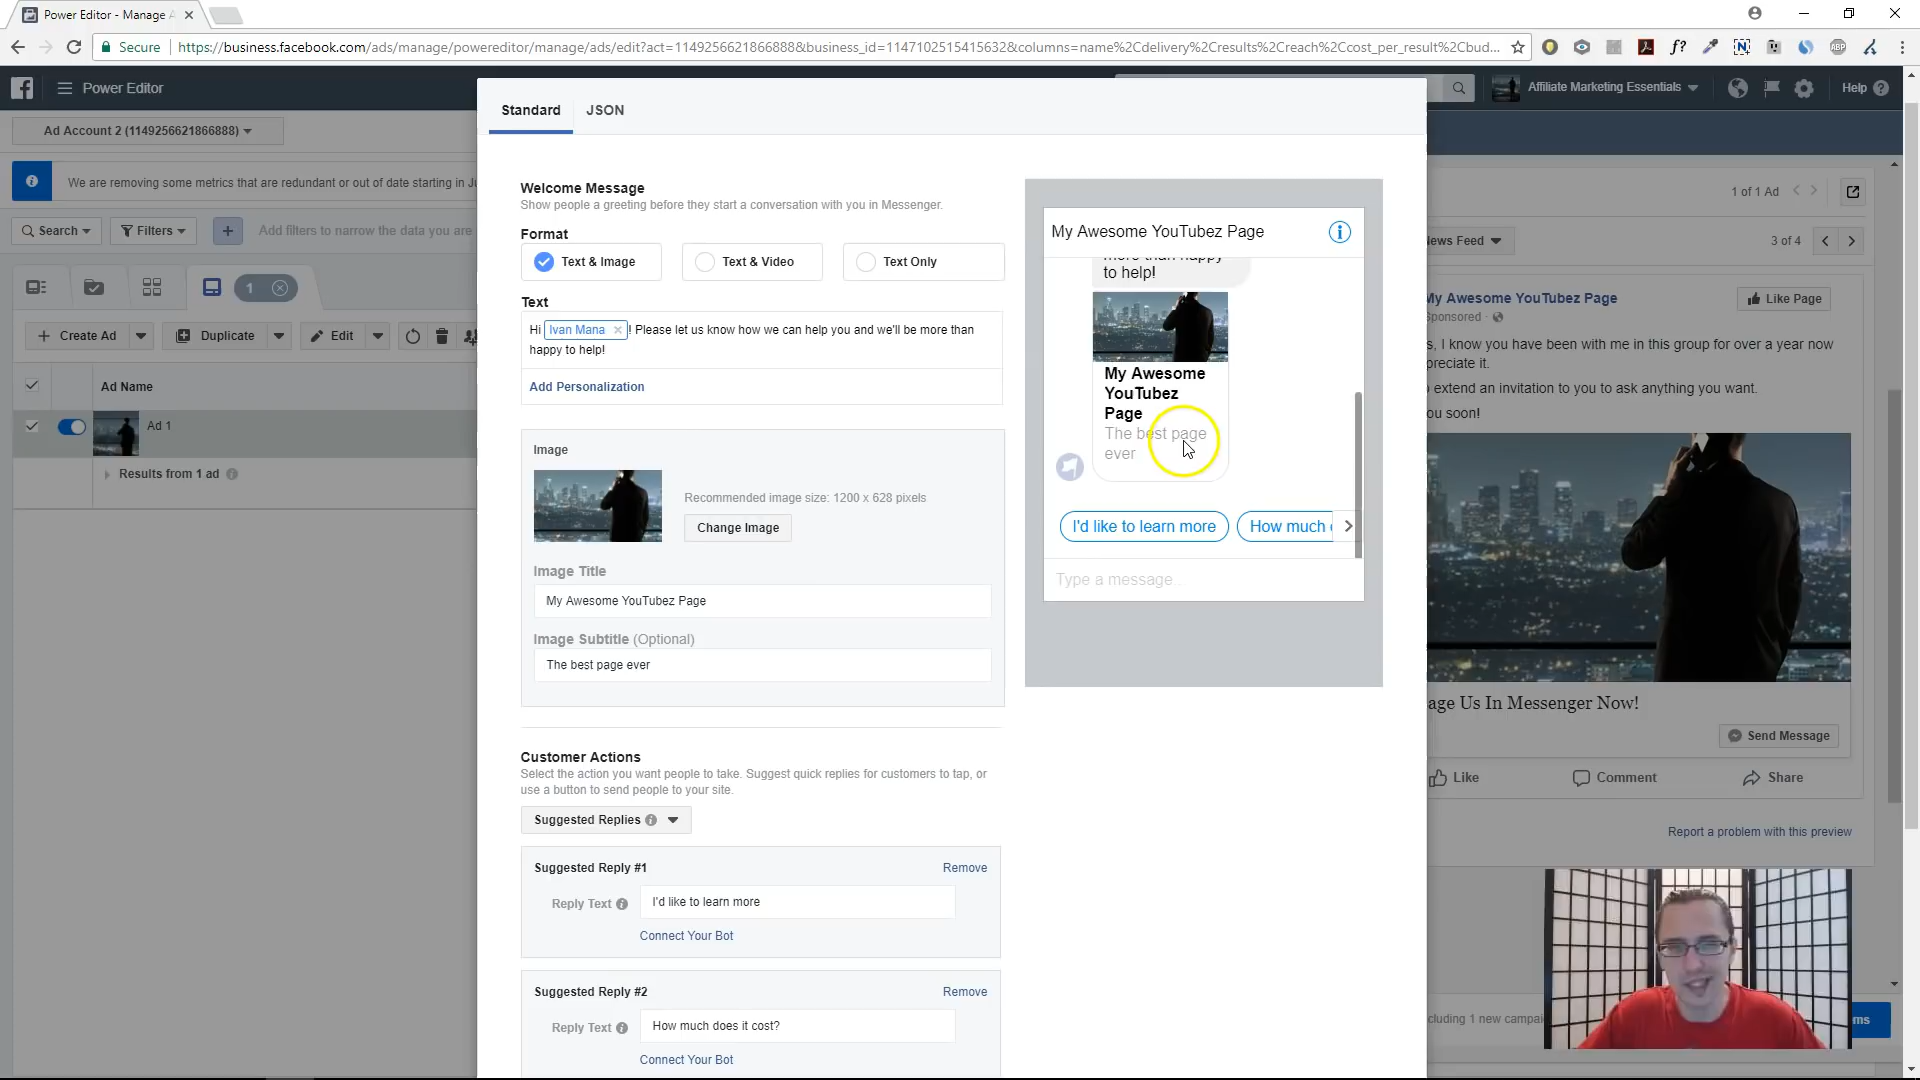 Power Editor - Manage A
Secure
https://business.facebook.com/ads/manage/powereditor/manage/ads/edit?act=1149256621866888&business_id=1147102515415632&columns=name%2Cdelivery%2Cresults%2Creach%2Ccost_per_result%2Cbud...
Power Editor
Affiliate Marketing Essentials
Help
Ad Account 2 (1149256621866888)
We are removing some metrics that are redundant or out of date starting in
Search
Filters
Add filters to narrow the data you are
1
Create Ad
Duplicate
Edit
Ad Name
Ad 1
Results from 1 ad
Standard
JSON
Welcome Message
Show people a greeting before they start a conversation with you in Messenger.
Format
Text & Image
Text & Video
Text Only
Text
Hi Ivan Mana ! Please let us know how we can help you and we'll be more than
happy to help!
Add Personalization
Image
Recommended image size: 1200 x 628 pixels
Change Image
Image Title
My Awesome YouTubez Page
Image Subtitle (Optional)
The best page ever
Customer Actions
Select the action you want people to take. Suggest quick replies for customers to tap, or
use a button to send people to your site.
Suggested Replies
Suggested Reply #1
Remove
Reply Text
I'd like to learn more
Connect Your Bot
Suggested Reply #2
Remove
Reply Text
How much does it cost?
Connect Your Bot
My Awesome YouTubez Page
more than happy
to help!
My Awesome
YouTubez
Page
The best page
ever
I'd like to learn more
How much
Type a message..
1 of 1 Ad
News Feed
3 of 4
My Awesome YouTubez Page
Like Page
Sponsored
s, I know you have been with me in this group for over a year now
preciate it.
extend an invitation to you to ask anything you want.
ou soon!
age Us In Messenger Now!
Send Message
Like
Comment
Share
Report a problem with this preview
cluding 1 new campai
ms